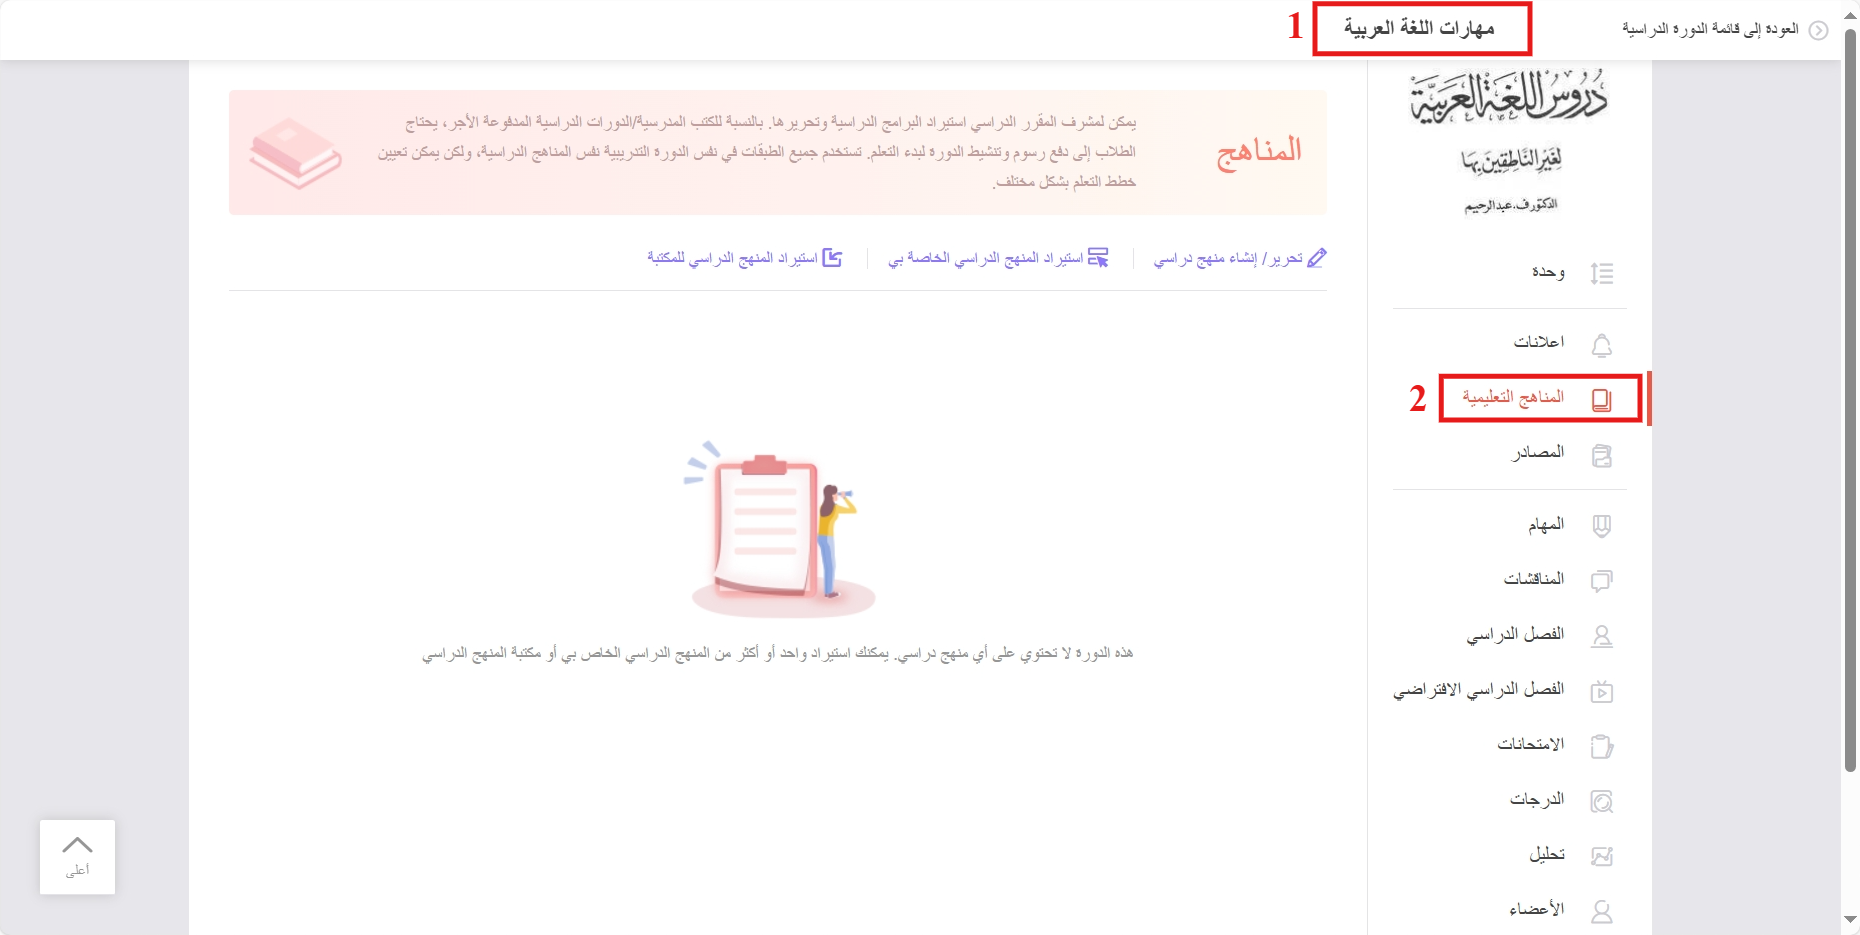 العودة إلى قائمة الدورة الدراسية
مهارات اللغة العربية
1
دروس اللغة العربية
لغير الناطقين بها
الدكتور ف. عبد الرحيم
وحدة
اعلانات
المناهج التعليمية
2
المصادر
المهام
المناقشات
الفصل الدراسي
الفصل الدراسي الافتراضي
الامتحانات
الدرجات
تحليل
الأعضاء
المناهج
يمكن لمشرف المقرر الدراسي استيراد البرامج الدراسية وتحريرها. بالنسبة للكتب المدرسية/الدورات الدراسية المدفوعة الأجر، يحتاج
الطلاب إلى دفع رسوم وتنشيط الدورة لبدء التعلم. تستخدم جميع الطبقات في نفس الدورة التدريبية نفس المناهج الدراسية، ولكن يمكن تعيين
خطط التعلم بشكل مختلف.
تحرير/ إنشاء منهج دراسي
استيراد المنهج الدراسي الخاصة بي
استيراد المنهج الدراسي للمكتبة
هذه الدورة لا تحتوي على أي منهج دراسي. يمكنك استيراد واحد أو أكثر من المنهج الدراسي الخاص بي أو مكتبة المنهج الدراسي
أعلى